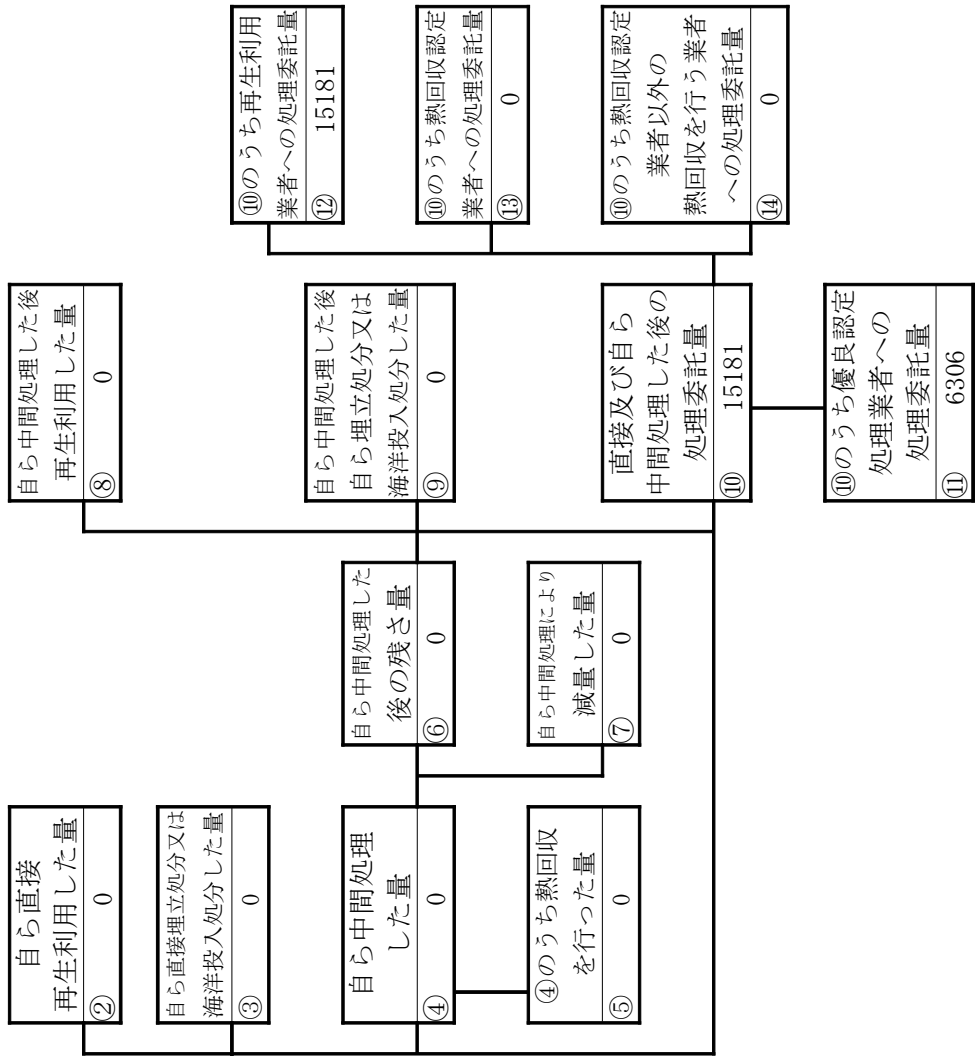 自ら直接
再生利用した量
② 0
自ら直接埋立処分又は
海洋投入処分した量
③ 0
自ら中間処理
した量
④ 0
④のうち熱回収
を行った量
⑤ 0
自ら中間処理した
後の残さ量
⑥ 0
自ら中間処理により
減量した量
⑦ 0
自ら中間処理した後
再生利用した量
⑧ 0
自ら中間処理した後
自ら埋立処分又は
海洋投入処分した量
⑨ 0
直接及び自ら
中間処理した後の
処理委託量
⑩ 15181
⑩のうち優良認定
処理業者への
処理委託量
⑪ 6306
⑩のうち再生利用
業者への処理委託量
⑫ 15181
⑩のうち熱回収認定
業者への処理委託量
⑬ 0
⑩のうち熱回収認定
業者以外の
熱回収を行う業者
への処理委託量
⑭ 0